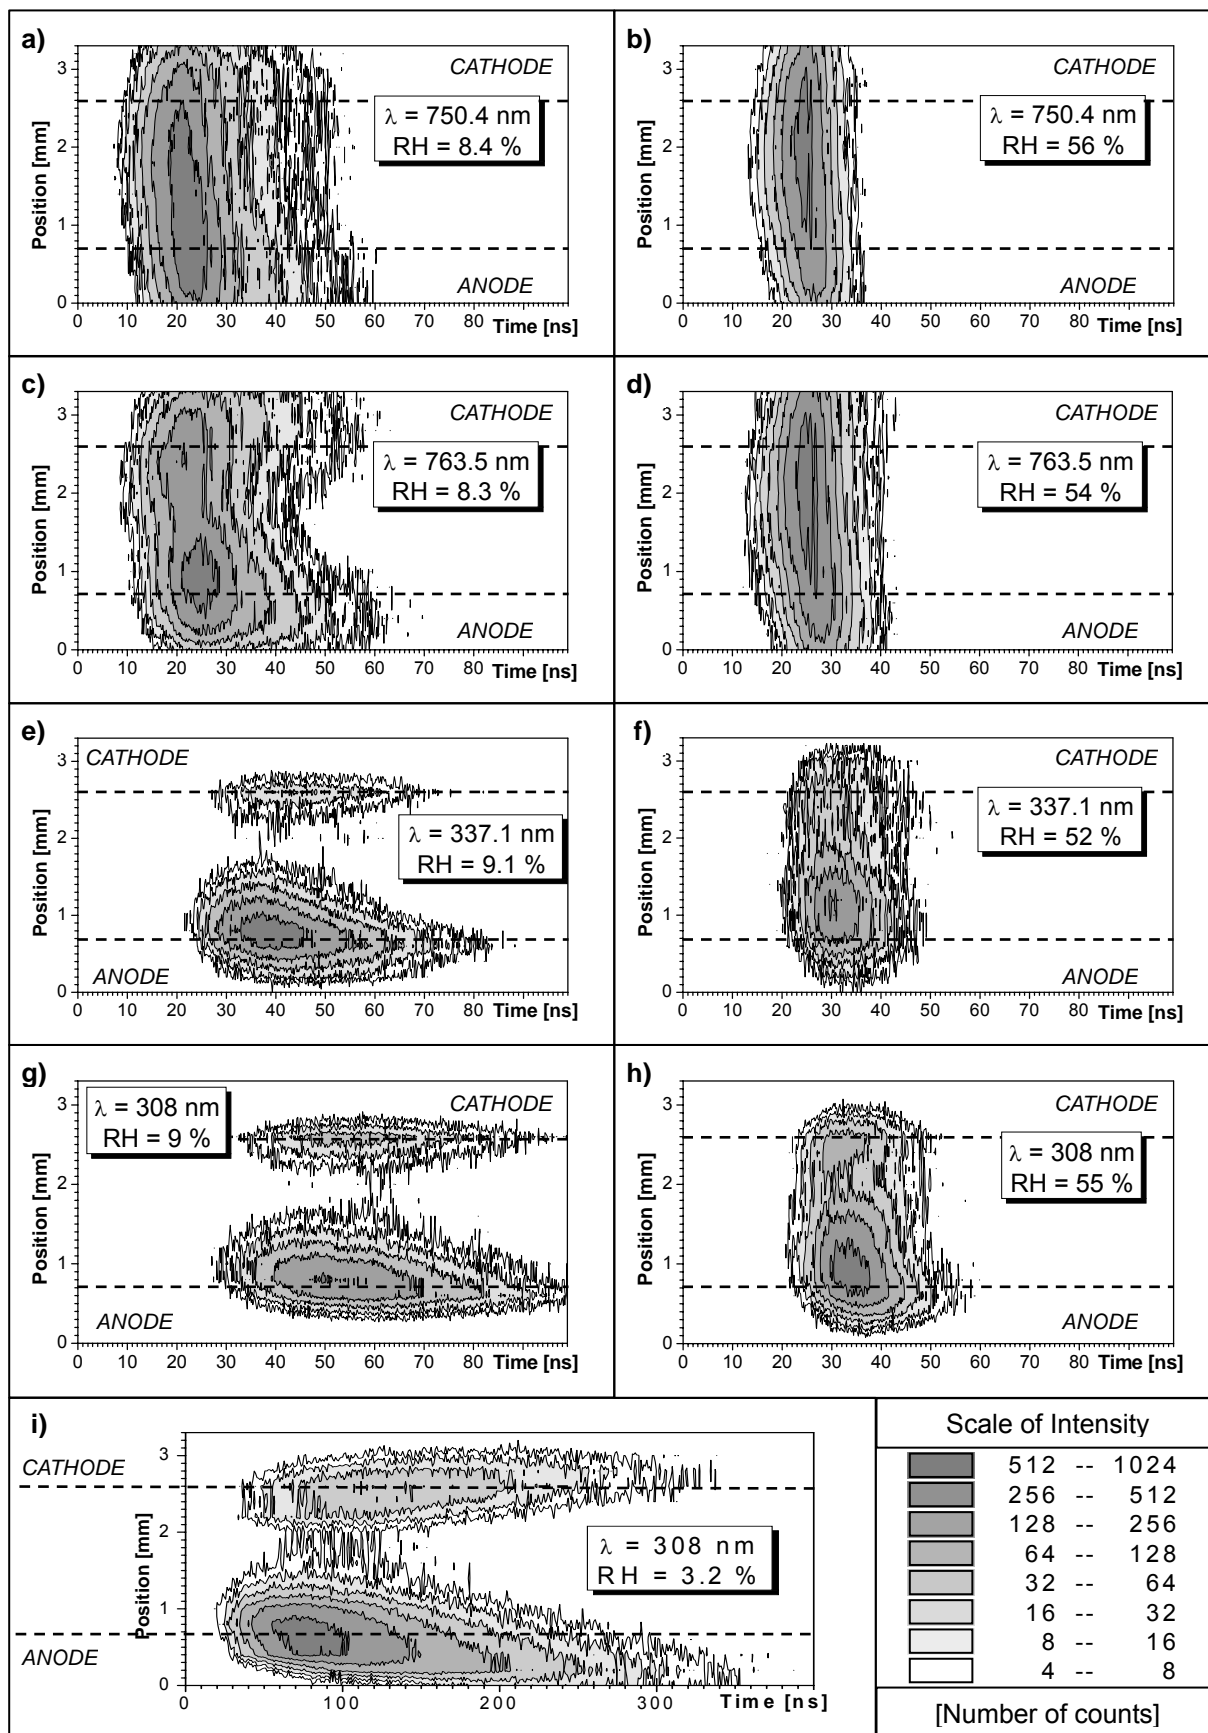 a)
CATHODE
λ = 750.4 nm
RH = 8.4 %
ANODE
Position [mm]
3
2
1
0
0 10 20 30 40 50 60 70 80 Time [ns]
b)
CATHODE
λ = 750.4 nm
RH = 56 %
ANODE
Position [mm]
3
2
1
0
0 10 20 30 40 50 60 70 80 Time [ns]
c)
CATHODE
λ = 763.5 nm
RH = 8.3 %
ANODE
Position [mm]
3
2
1
0
0 10 20 30 40 50 60 70 80 Time [ns]
d)
CATHODE
λ = 763.5 nm
RH = 54 %
ANODE
Position [mm]
3
2
1
0
0 10 20 30 40 50 60 70 80 Time [ns]
e)
CATHODE
λ = 337.1 nm
RH = 9.1 %
ANODE
Position [mm]
3
2
1
0
0 10 20 30 40 50 60 70 80 Time [ns]
f)
CATHODE
λ = 337.1 nm
RH = 52 %
ANODE
Position [mm]
3
2
1
0
0 10 20 30 40 50 60 70 80 Time [ns]
g)
λ = 308 nm
RH = 9 %
CATHODE
ANODE
Position [mm]
3
2
1
0
0 10 20 30 40 50 60 70 80 Time [ns]
h)
CATHODE
λ = 308 nm
RH = 55 %
ANODE
Position [mm]
3
2
1
0
0 10 20 30 40 50 60 70 80 Time [ns]
i)
CATHODE
λ = 308 nm
RH = 3.2 %
ANODE
Position [mm]
3
2
1
0
0 100 200 300 Time [ns]
Scale of Intensity
512 -- 1024
256 -- 512
128 -- 256
64 -- 128
32 -- 64
16 -- 32
8 -- 16
4 -- 8
[Number of counts]